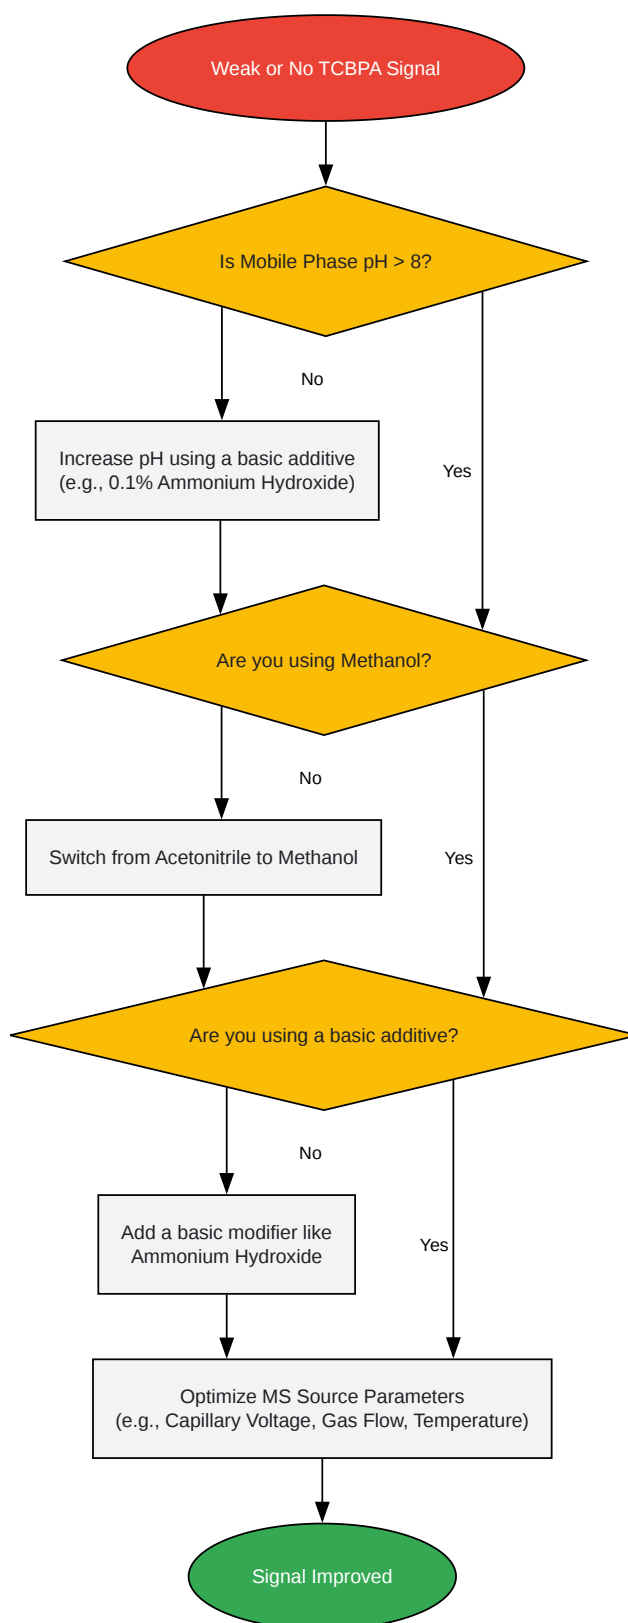 Weak or No TCBPA Signal
Is Mobile Phase pH > 8?
No
Increase pH using a basic additive
(e.g., 0.1% Ammonium Hydroxide)
Yes
Are you using Methanol?
No
Switch from Acetonitrile to Methanol
Yes
Are you using a basic additive?
No
Add a basic modifier like
Ammonium Hydroxide
Yes
Optimize MS Source Parameters
(e.g., Capillary Voltage, Gas Flow, Temperature)
Signal Improved